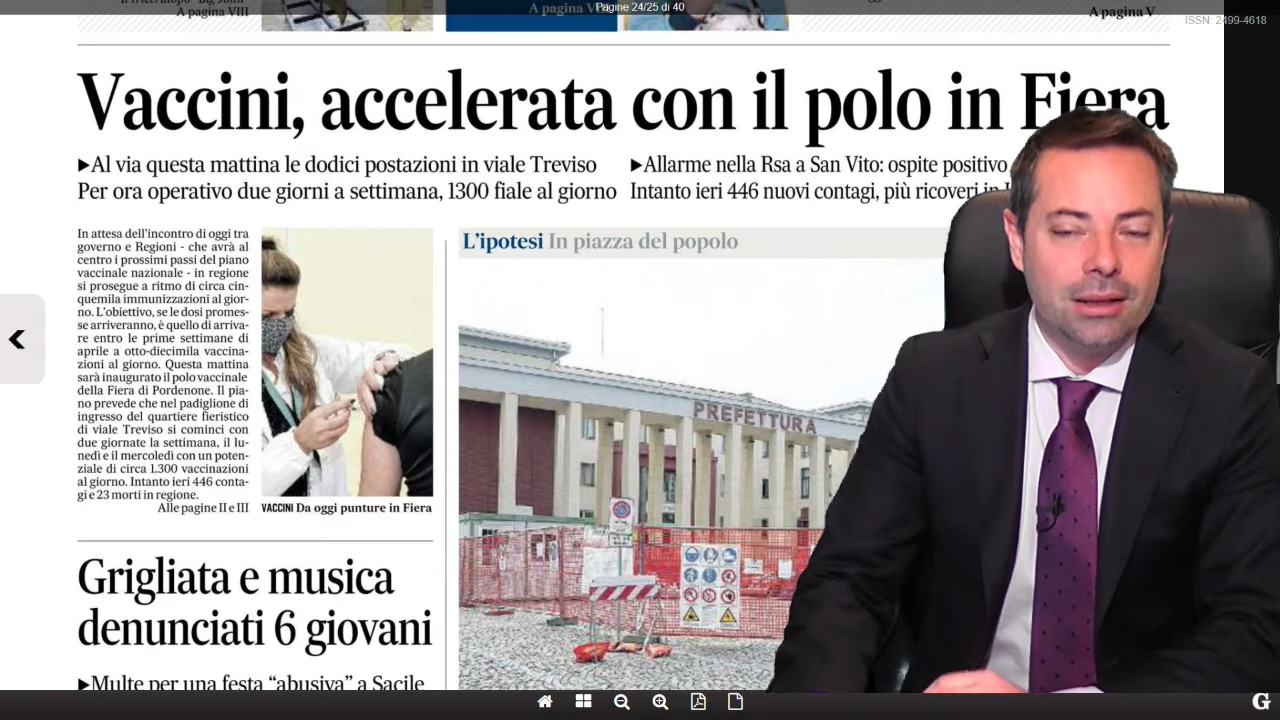 Pagine 24/25 di 40
ISSN: 2499-4618
A pagina VIII
A pagina V
A pagina V
Vaccini, accelerata con il polo in Fiera
▶Al via questa mattina le dodici postazioni in viale Treviso
Per ora operativo due giorni a settimana, 1300 fiale al giorno
▶Allarme nella Rsa a San Vito: ospite positivo
Intanto ieri 446 nuovi contagi, più ricoveri in
In attesa dell'incontro di oggi tra
governo e Regioni - che avrà al
centro i prossimi passi del piano
vaccinale nazionale - in regione
si prosegue a ritmo di circa cin-
quemila immunizzazioni al gior-
no. L'obiettivo, se le dosi promes-
se arriveranno, è quello di arriva-
re entro le prime settimane di
aprile a otto-diecimila vaccina-
zioni al giorno. Questa mattina
sarà inaugurato il polo vaccinale
della Fiera di Pordenone. Il pia-
no prevede che nel padiglione di
ingresso del quartiere fieristico
di viale Treviso si cominci con
due giornate la settimana, il lu-
nedì e il mercoledì con un poten-
ziale di circa 1.300 vaccinazioni
al giorno. Intanto ieri 446 conta-
gi e 23 morti in regione.
Alle pagine II e III
VACCINI Da oggi punture in Fiera
L'ipotesi In piazza del popolo
PREFETTURA
Grigliata e musica
denunciati 6 giovani
▶Multe per una festa "abusiva" a Sacile
G